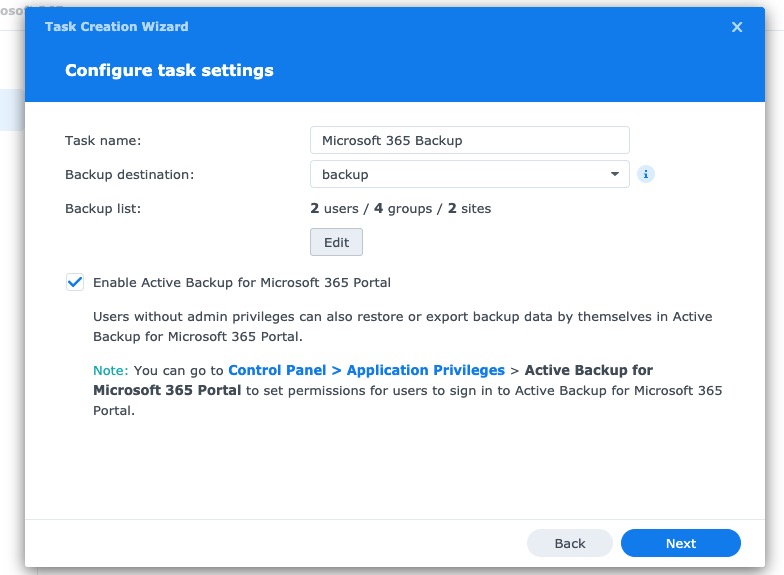 Task Creation Wizard
Configure task settings
Task name:
Microsoft 365 Backup
Backup destination:
backup
i
Backup list:
2 users / 4 groups / 2 sites
Edit
Enable Active Backup for Microsoft 365 Portal
Users without admin privileges can also restore or export backup data by themselves in Active
Backup for Microsoft 365 Portal.
Note: You can go to Control Panel > Application Privileges > Active Backup for
Microsoft 365 Portal to set permissions for users to sign in to Active Backup for Microsoft 365
Portal.
Back
Next